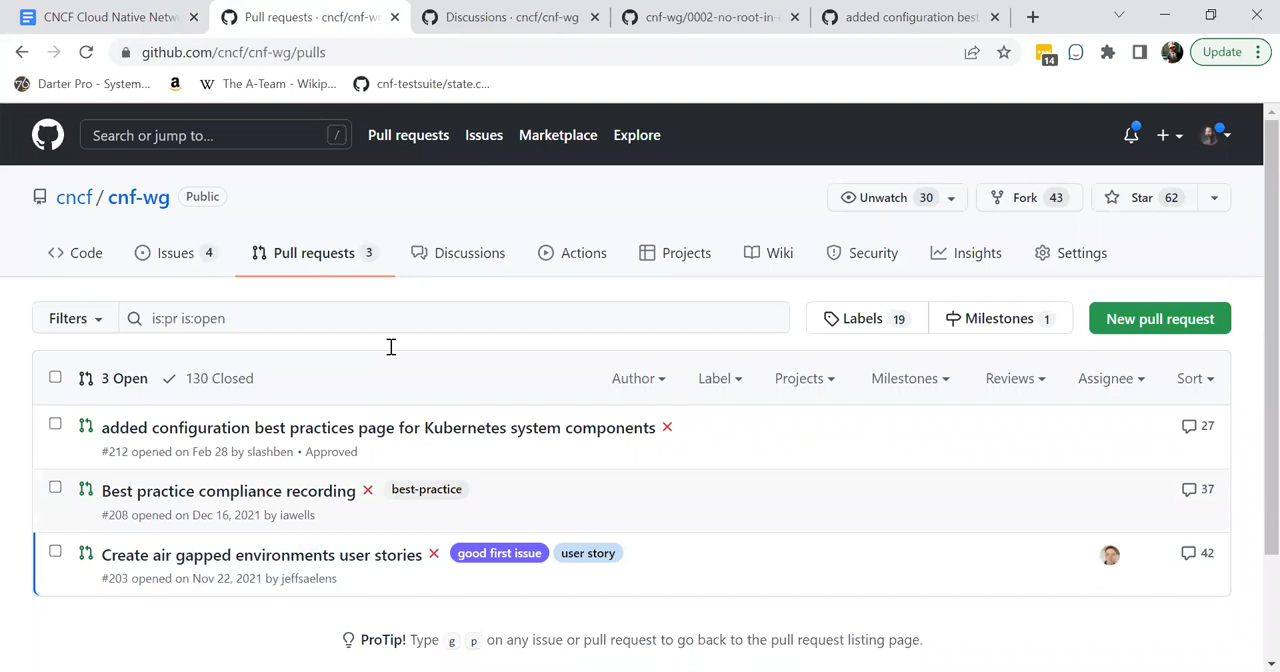 CNCF Cloud Native Netw
Pull requests · cncf/cnf-w
Discussions · cncf/cnf-wg
cnf-wg/0002-no-root-in-
added configuration bes
github.com/cncf/cnf-wg/pulls
14
Update
76 Darter Pro - System...
a
W The A-Team - Wikip...
cnf-testsuite/state.c...
Search or jump to... /
Pull requests Issues Marketplace Explore
cncf / cnf-wg Public
Unwatch 30
Fork 43
Star 62
Code
Issues 4
Pull requests 3
Discussions
Actions
Projects
Wiki
Security
Insights
Settings
Filters
is:pr is:open
Labels 19
Milestones 1
New pull request
3 Open 130 Closed
Author Label Projects Milestones Reviews Assignee Sort
added configuration best practices page for Kubernetes system components 27
#212 opened on Feb 28 by slashben • Approved
Best practice compliance recording best-practice 37
#208 opened on Dec 16, 2021 by iawells
Create air gapped environments user stories good first issue user story 42
#203 opened on Nov 22, 2021 by jeffsaelens
ProTip! Type g p on any issue or pull request to go back to the pull request listing page.